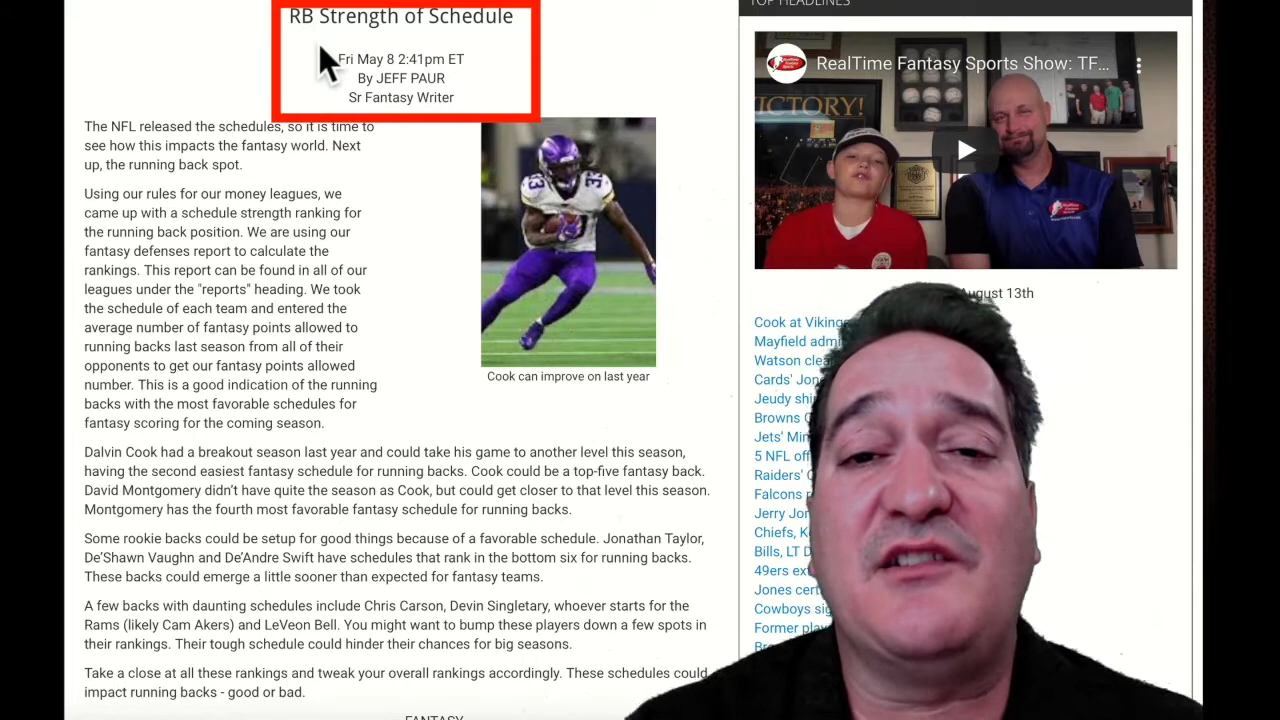 RB Strength of Schedule
Fri May 8 2:41pm ET
By JEFF PAUR
Sr Fantasy Writer
The NFL released the schedules, so it is time to
see how this impacts the fantasy world. Next
up, the running back spot.
Using our rules for our money leagues, we
came up with a schedule strength ranking for
the running back position. We are using our
fantasy defenses report to calculate the
rankings. This report can be found in all of our
leagues under the "reports" heading. We took
the schedule of each team and entered the
average number of fantasy points allowed to
running backs last season from all of their
opponents to get our fantasy points allowed
number. This is a good indication of the running
backs with the most favorable schedules for
fantasy scoring for the coming season.
Cook can improve on last year
Dalvin Cook had a breakout season last year and could take his game to another level this season,
having the second easiest fantasy schedule for running backs. Cook could be a top-five fantasy back.
David Montgomery didn't have quite the season as Cook, but could get closer to that level this season.
Montgomery has the fourth most favorable fantasy schedule for running backs.
Some rookie backs could be setup for good things because of a favorable schedule. Jonathan Taylor,
De'Shawn Vaughn and De'Andre Swift have schedules that rank in the bottom six for running backs.
These backs could emerge a little sooner than expected for fantasy teams.
A few backs with daunting schedules include Chris Carson, Devin Singletary, whoever starts for the
Rams (likely Cam Akers) and LeVeon Bell. You might want to bump these players down a few spots in
their rankings. Their tough schedule could hinder their chances for big seasons.
Take a close at all these rankings and tweak your overall rankings accordingly. These schedules could
impact running backs - good or bad.
FANTASY
TOP HEADLINES
RealTime Fantasy Sports Show: TF...
VICTORY!
33
August 13th
Cook at Vikings
Mayfield
Watson
Cards'
Jeudy
Browns
Jets'
5 NFL
Raiders'
Falcons
Jerry
Chiefs,
Bills, LT
49ers
Jones
Cowboys
Former